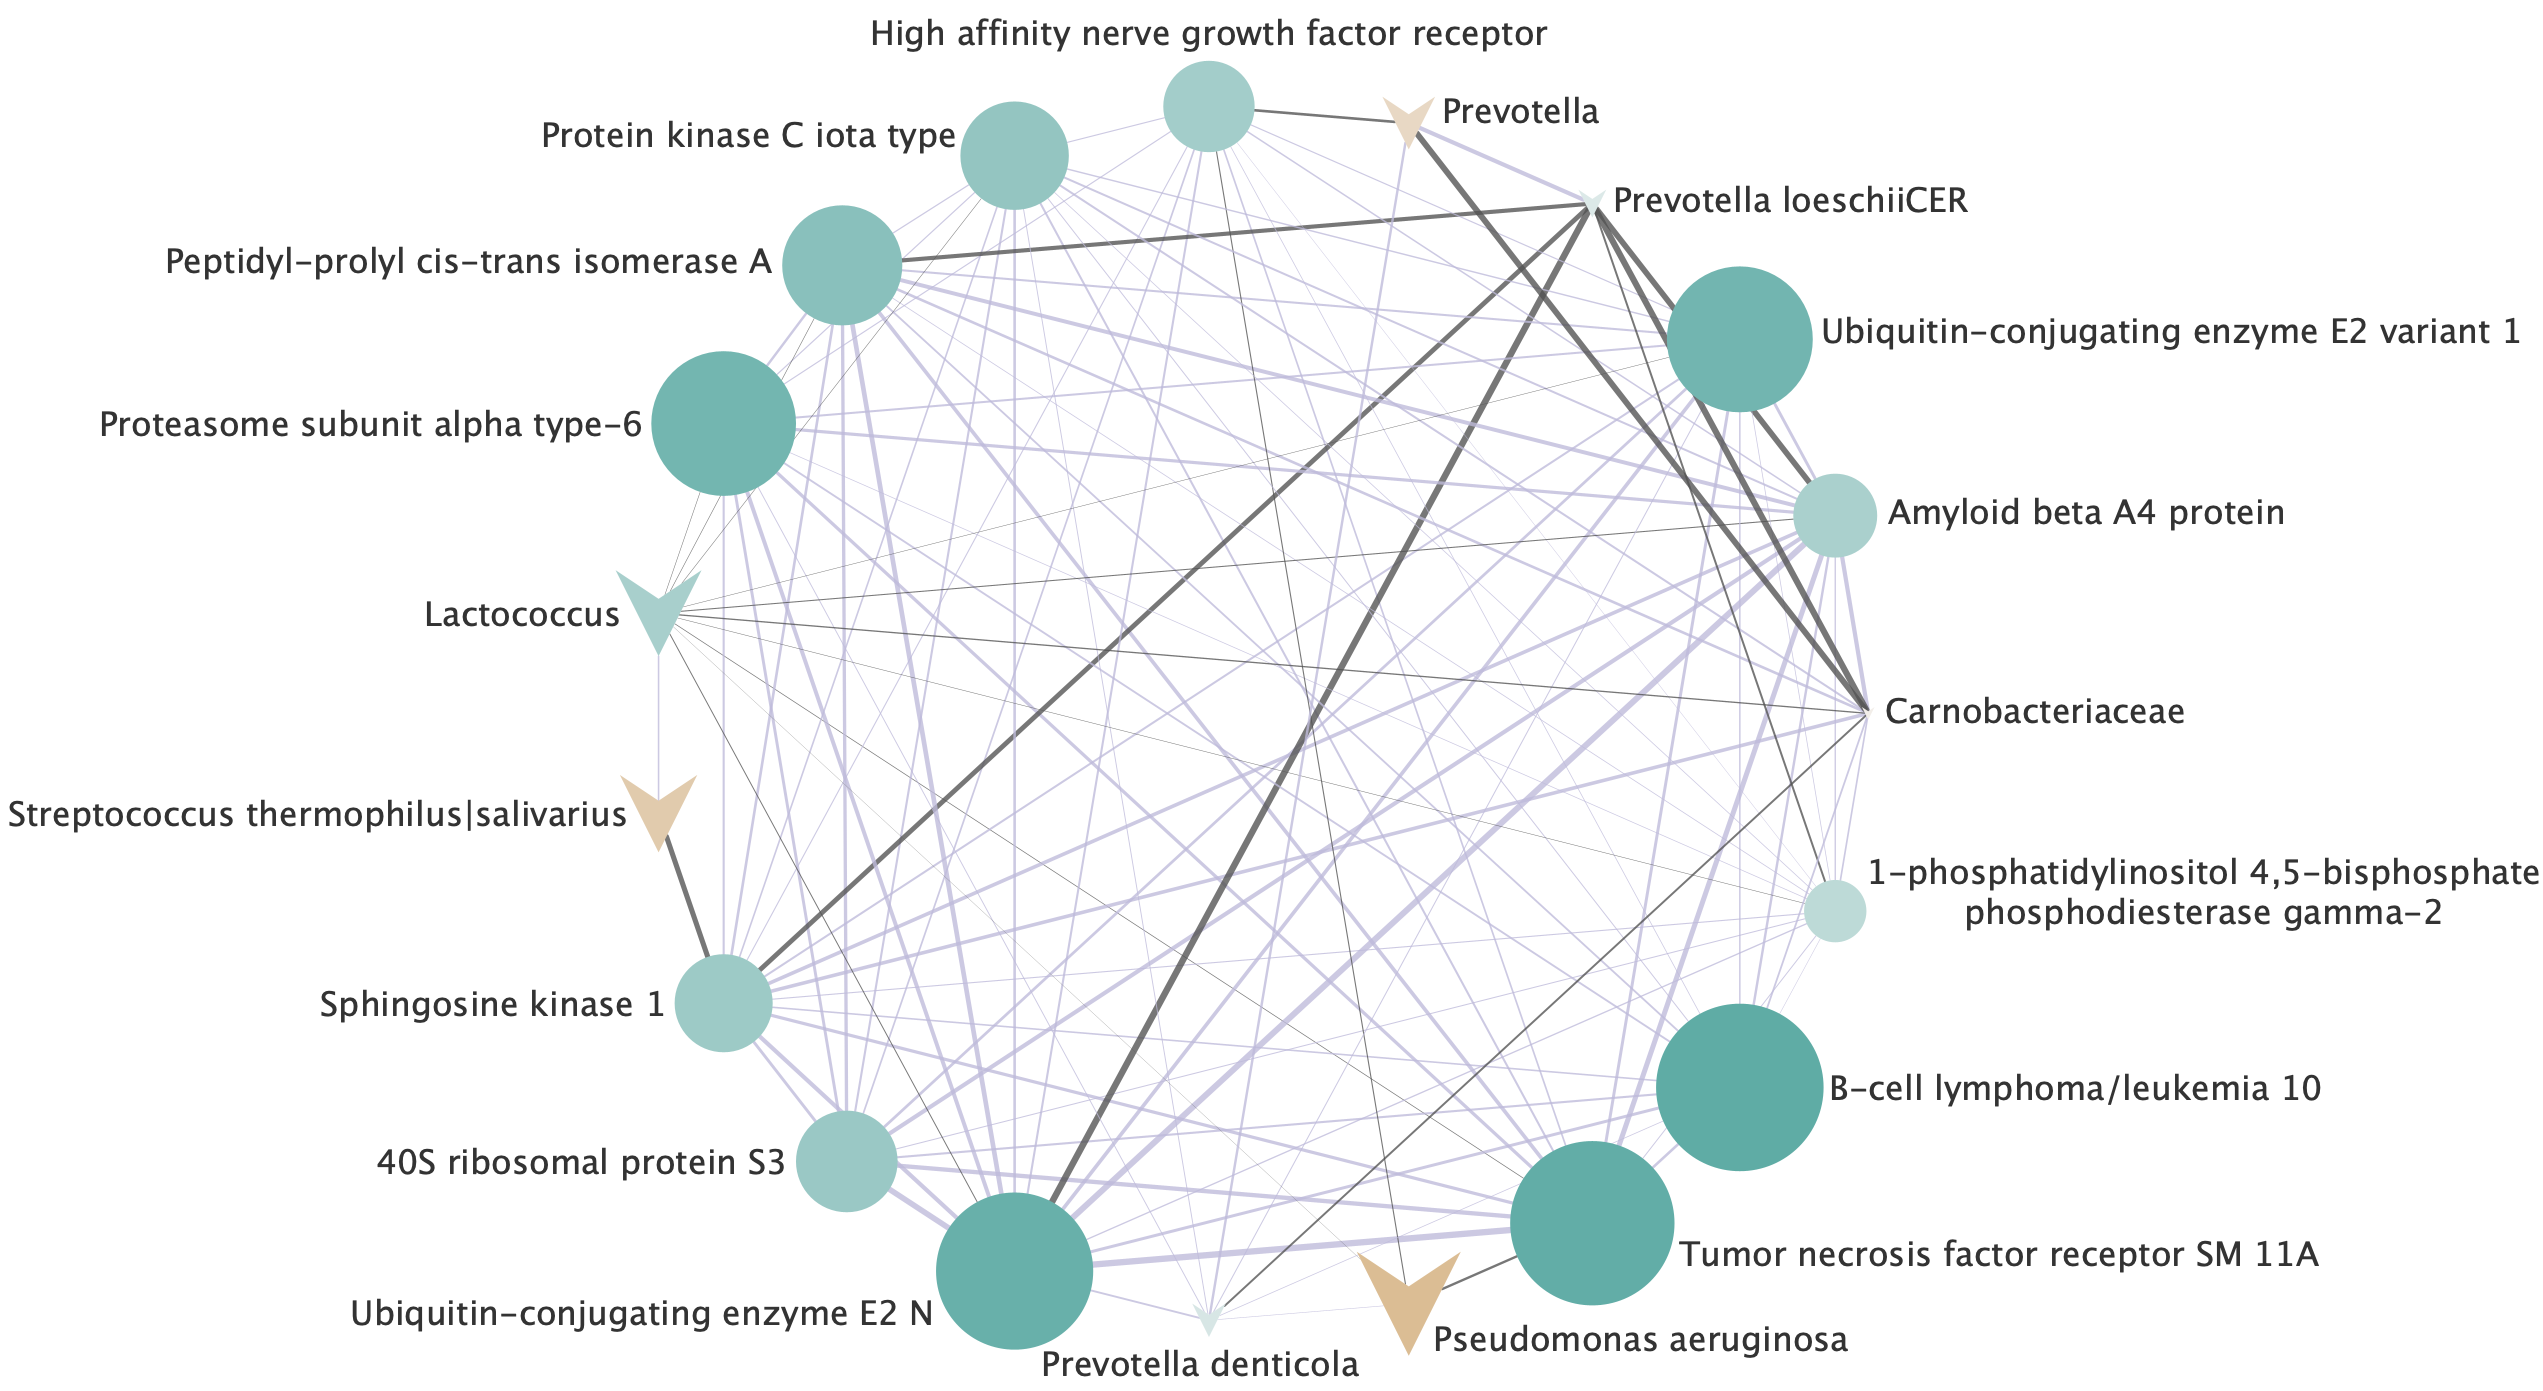 High affinity nerve growth factor receptor
Prevotella
Protein kinase C iota type
Prevotella loeschiiCER
Peptidyl-prolyl cis-trans isomerase A
Ubiquitin-conjugating enzyme E2 variant 1
Proteasome subunit alpha type-6
Amyloid beta A4 protein
Lactococcus
Carnobacteriaceae
Streptococcus thermophilus|salivarius
1-phosphatidylinositol 4,5-bisphosphate
phosphodiesterase gamma-2
Sphingosine kinase 1
B-cell lymphoma/leukemia 10
40S ribosomal protein S3
Tumor necrosis factor receptor SM 11A
Ubiquitin-conjugating enzyme E2 N
Pseudomonas aeruginosa
Prevotella denticola